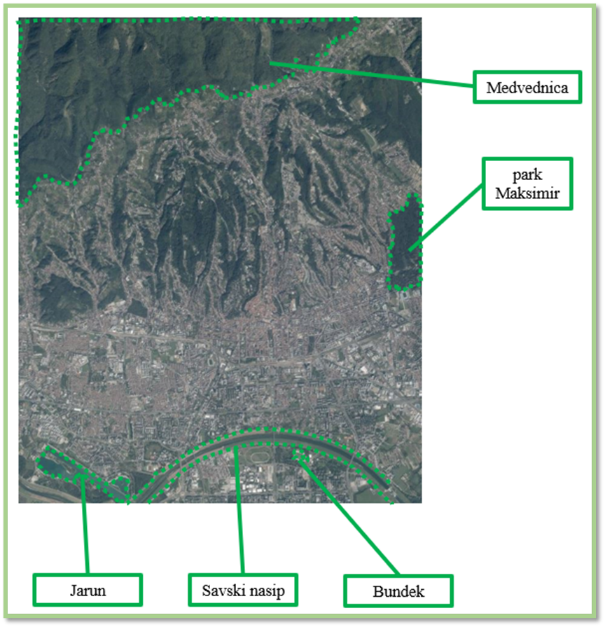 Medvednica
park
Maksimir
Jarun
Savski nasip
Bundek